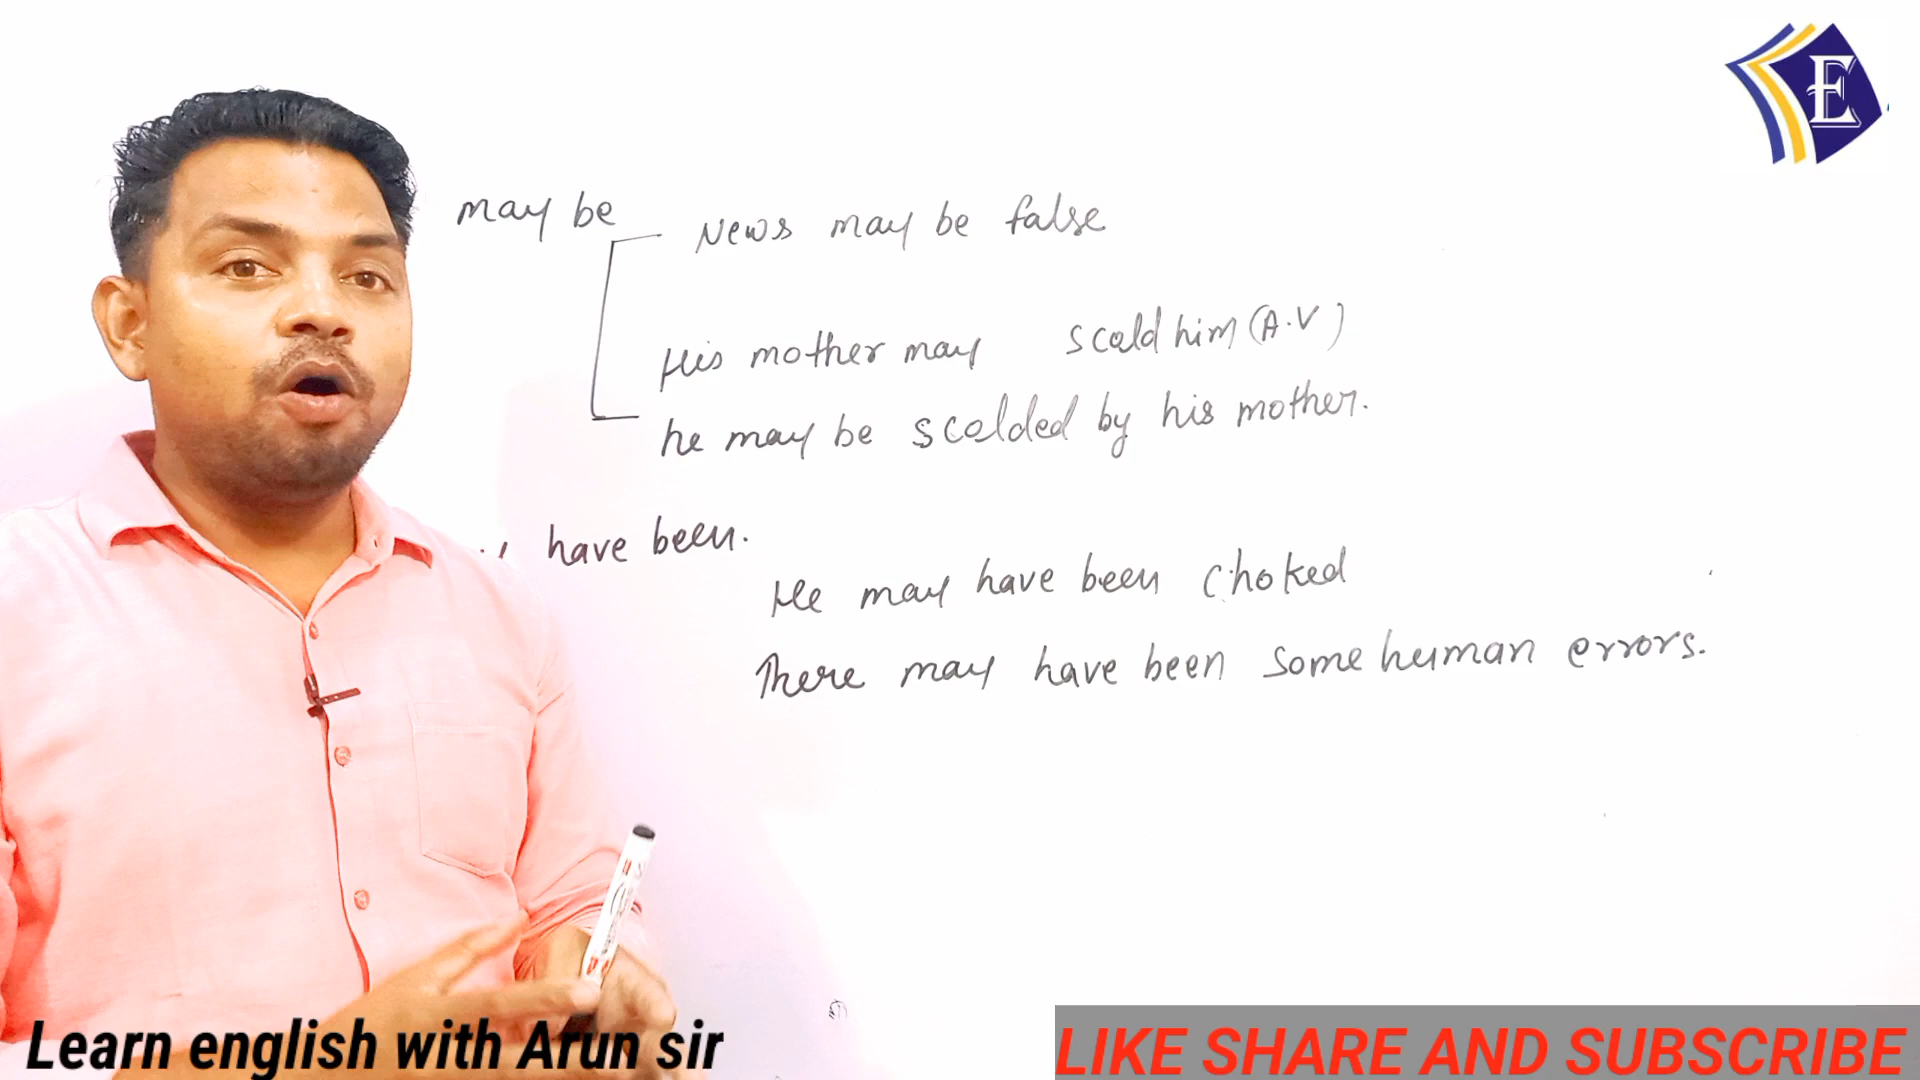 E
may be
News may be false
His mother may scold him (A.V)
he may be scolded by his mother.
have been.
He may have been choked
There may have been some human errors.
Learn english with Arun sir
LIKE SHARE AND SUBSCRIBE